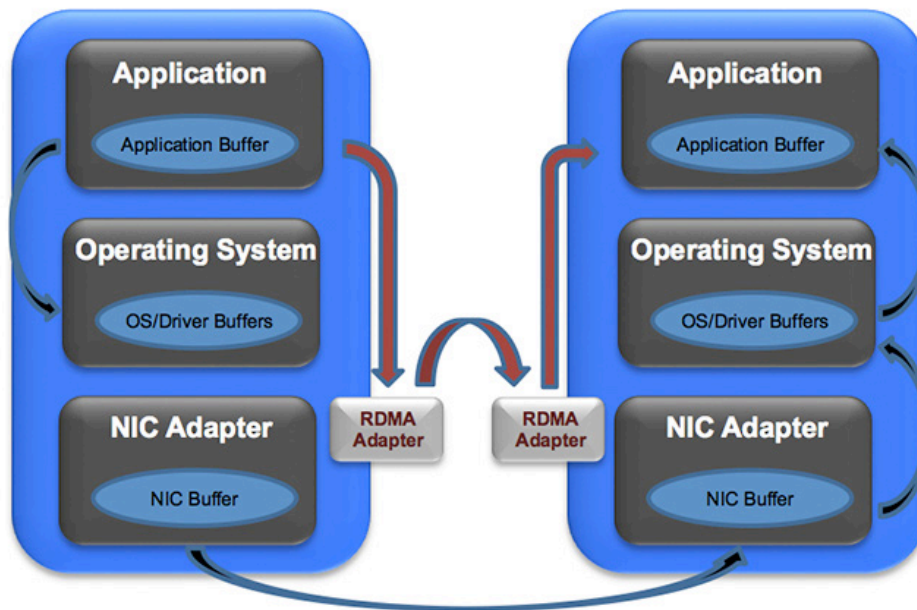 Application
Application Buffer
Operating System
OS/Driver Buffers
NIC Adapter
NIC Buffer
RDMA
Adapter
RDMA
Adapter
Application
Application Buffer
Operating System
OS/Driver Buffers
NIC Adapter
NIC Buffer